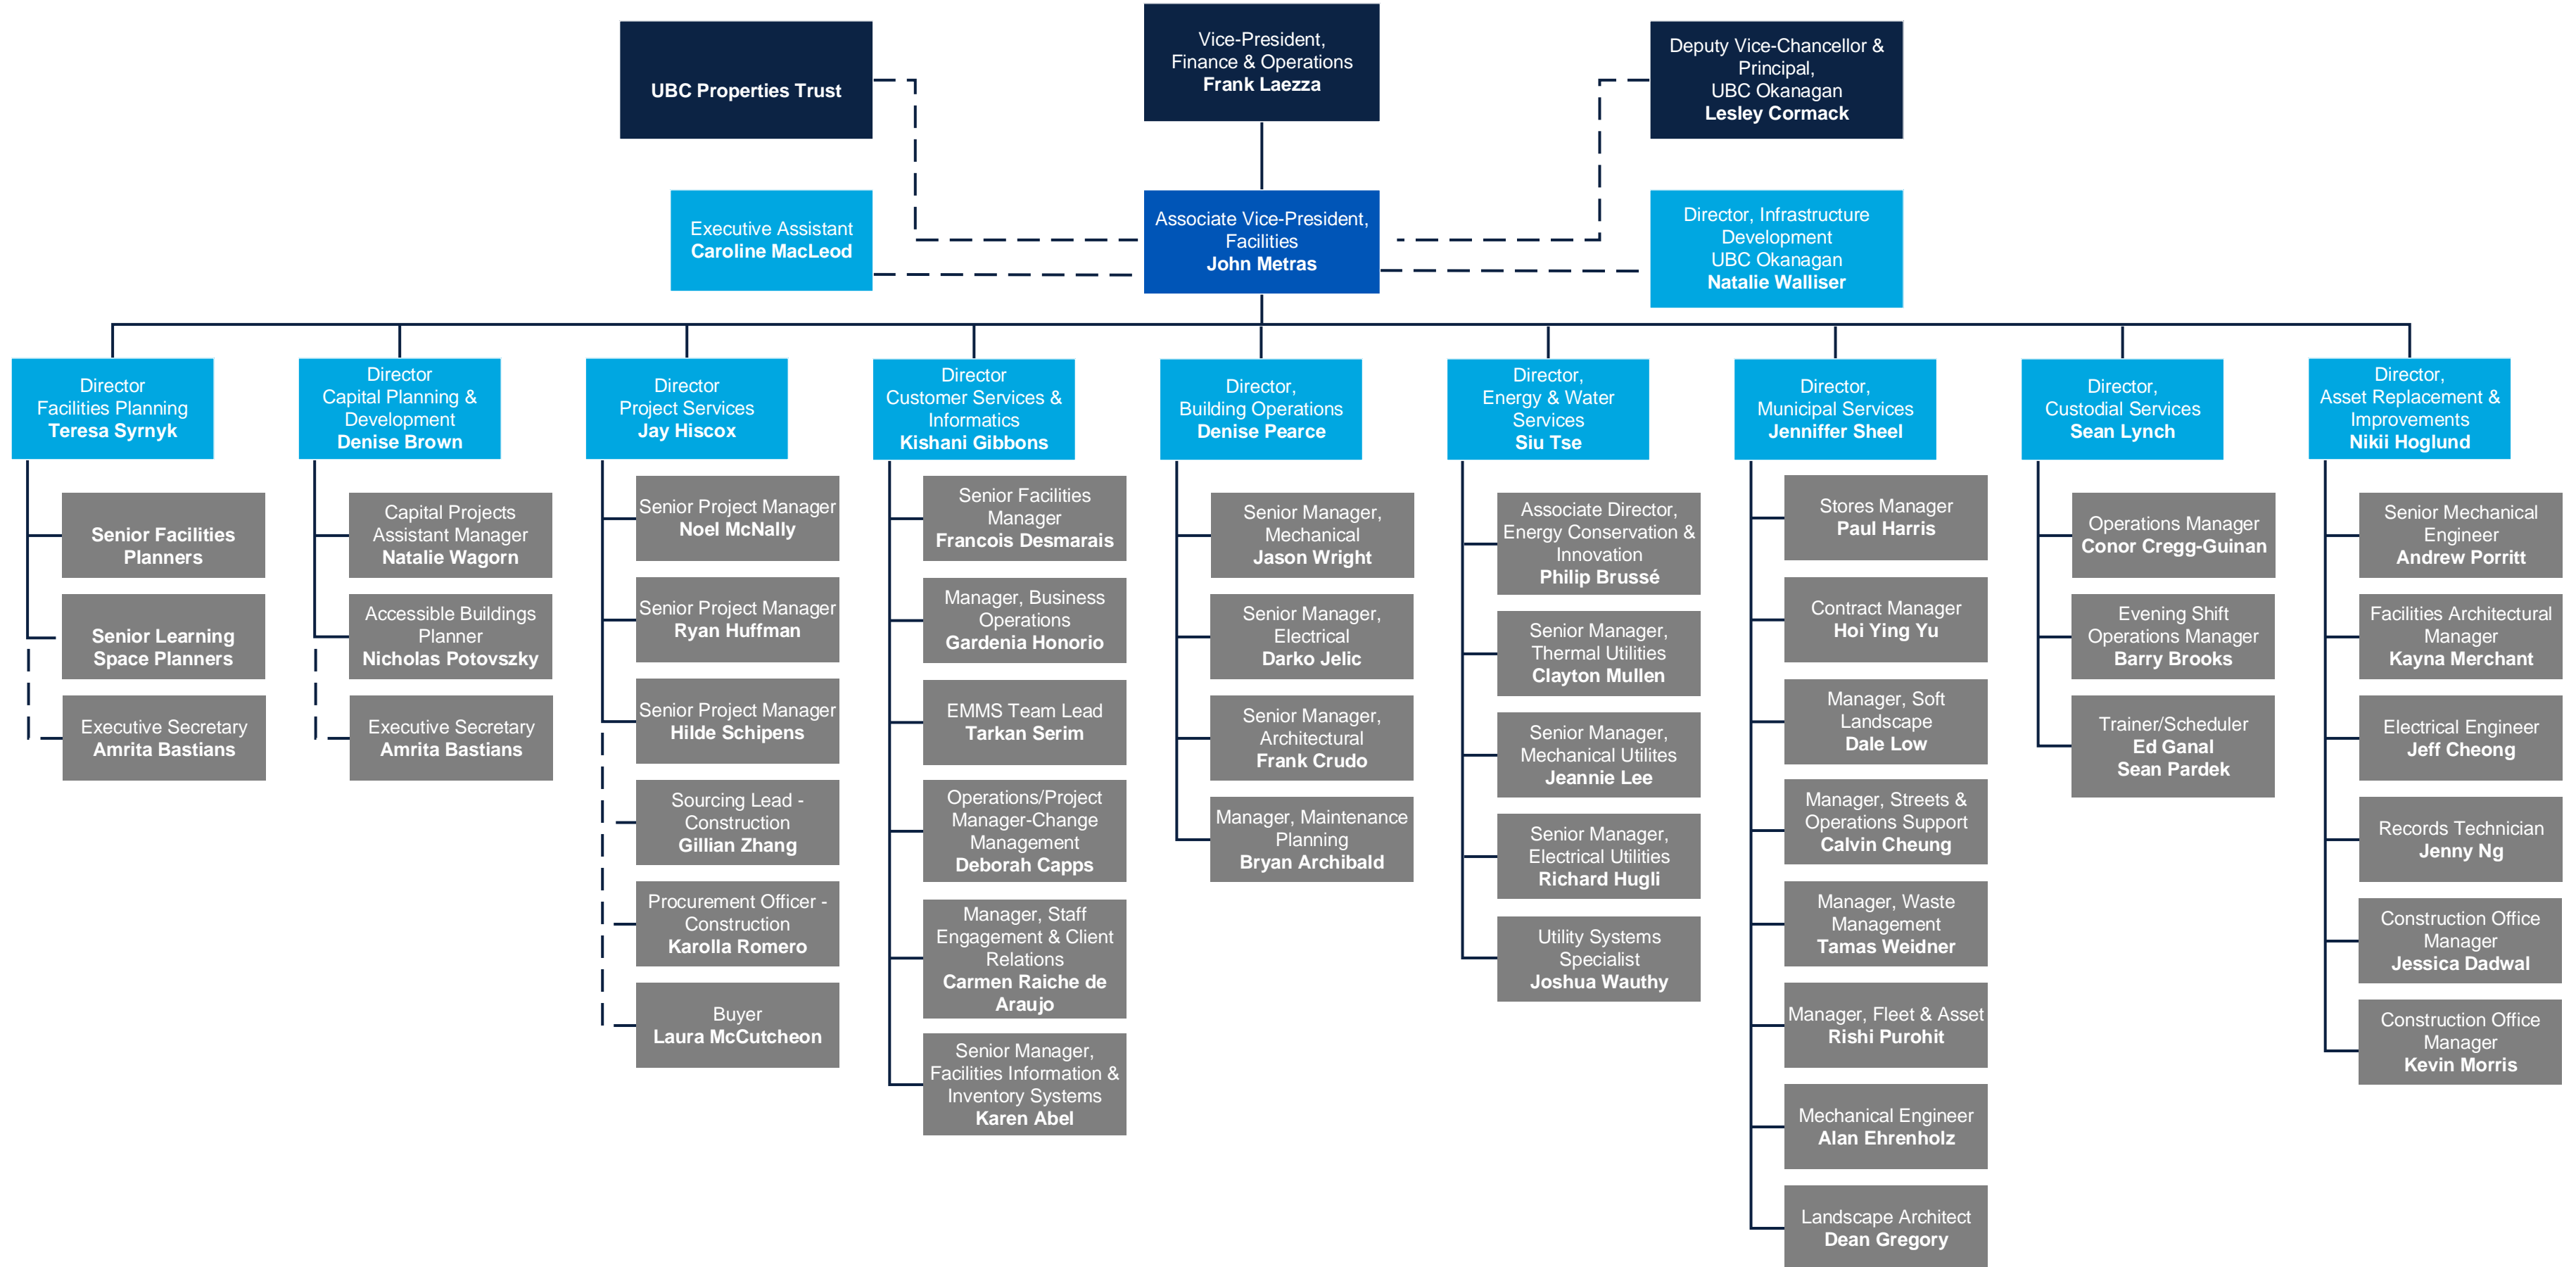 UBC Properties Trust
Vice-President,
Finance & Operations
Frank Laezza
Deputy Vice-Chancellor &
Principal,
UBC Okanagan
Lesley Cormack
Executive Assistant
Caroline MacLeod
Associate Vice-President,
Facilities
John Metras
Director, Infrastructure
Development
UBC Okanagan
Natalie Walliser
Director
Facilities Planning
Teresa Syrnyk
Senior Facilities
Planners
Senior Learning
Space Planners
Executive Secretary
Amrita Bastians
Director
Capital Planning &
Development
Denise Brown
Capital Projects
Assistant Manager
Natalie Wagorn
Accessible Buildings
Planner
Nicholas Potovszky
Executive Secretary
Amrita Bastians
Director
Project Services
Jay Hiscox
Senior Project Manager
Noel McNally
Senior Project Manager
Ryan Huffman
Senior Project Manager
Hilde Schipens
Sourcing Lead -
Construction
Gillian Zhang
Procurement Officer -
Construction
Karolla Romero
Buyer
Laura McCutcheon
Director
Customer Services &
Informatics
Kishani Gibbons
Senior Facilities
Manager
Francois Desmarais
Manager, Business
Operations
Gardenia Honorio
EMMS Team Lead
Tarkan Serim
Operations/Project
Manager-Change
Management
Deborah Capps
Manager, Staff
Engagement & Client
Relations
Carmen Raiche de
Araujo
Senior Manager,
Facilities Information &
Inventory Systems
Karen Abel
Director,
Building Operations
Denise Pearce
Senior Manager,
Mechanical
Jason Wright
Senior Manager,
Electrical
Darko Jelic
Senior Manager,
Architectural
Frank Crudo
Manager, Maintenance
Planning
Bryan Archibald
Director,
Energy & Water
Services
Siu Tse
Associate Director,
Energy Conservation &
Innovation
Philip Brussé
Senior Manager,
Thermal Utilities
Clayton Mullen
Senior Manager,
Mechanical Utilites
Jeannie Lee
Senior Manager,
Electrical Utilities
Richard Hugli
Utility Systems
Specialist
Joshua Wauthy
Director,
Municipal Services
Jenniffer Sheel
Stores Manager
Paul Harris
Contract Manager
Hoi Ying Yu
Manager, Soft
Landscape
Dale Low
Manager, Streets &
Operations Support
Calvin Cheung
Manager, Waste
Management
Tamas Weidner
Manager, Fleet & Asset
Rishi Purohit
Mechanical Engineer
Alan Ehrenholz
Landscape Architect
Dean Gregory
Director,
Custodial Services
Sean Lynch
Operations Manager
Conor Cregg-Guinan
Evening Shift
Operations Manager
Barry Brooks
Trainer/Scheduler
Ed Ganal
Sean Pardek
Director,
Asset Replacement &
Improvements
Nikii Hoglund
Senior Mechanical
Engineer
Andrew Porritt
Facilities Architectural
Manager
Kayna Merchant
Electrical Engineer
Jeff Cheong
Records Technician
Jenny Ng
Construction Office
Manager
Jessica Dadwal
Construction Office
Manager
Kevin Morris